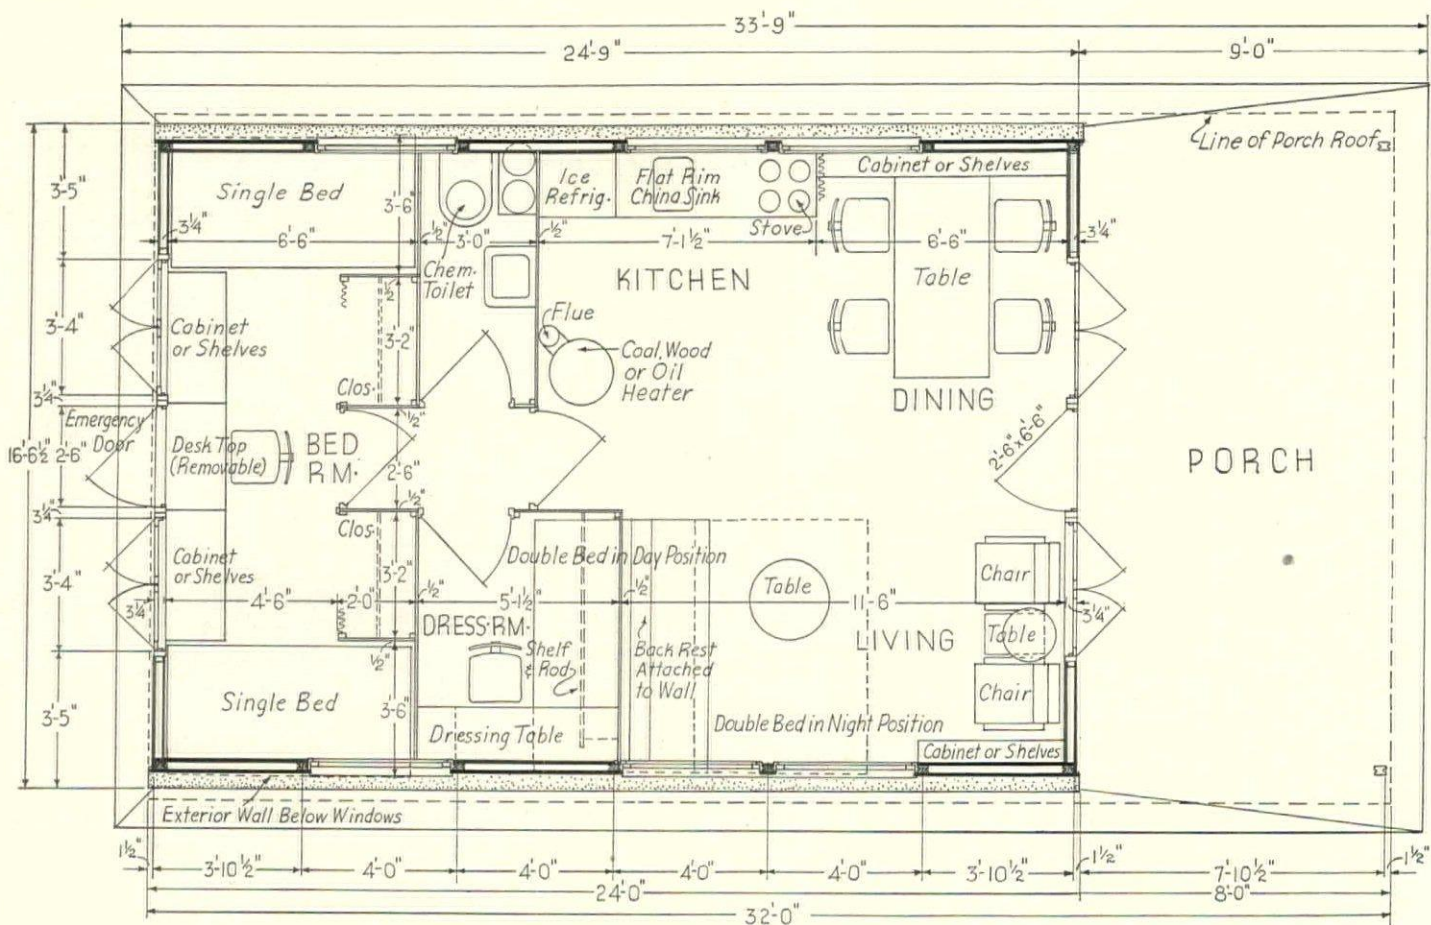 33'-9"
24'-9"
9'-0"
Line of Porch Roof
3'-5"
Single Bed
3'-6"
Ice
Refrig.
Flat Rim
China Sink
Cabinet or Shelves
3¼"
6'-6"
½"
3'-0"
½"
7'-1½"
Stove
6'-6"
3¼"
Chem.
Toilet
KITCHEN
Table
½"
3'-4"
Cabinet
or Shelves
3'-2"
Flue
Coal, Wood
or Oil
Heater
Clos.
DINING
3¼"
½"
Emergency
Door
16'-6½"
2'-6"
Desk Top
(Removable)
BED
RM.
2'-6"
2'-6"x6'-6"
PORCH
3¼"
½"
Clos.
3'-4"
Cabinet
or Shelves
3'-2"
Double Bed in Day Position
Table
Chair
½"
½"
3¼"
4'-6"
2'-0"
5'-1½"
11'-6"
3¼"
DRESS·RM·
LIVING
Table
½"
Shelf
& Rod
Back Rest
Attached
to Wall
3'-5"
Single Bed
3'-6"
Chair
Dressing Table
Double Bed in Night Position
Cabinet or Shelves
Exterior Wall Below Windows
1½"
3'-10½"
4'-0"
4'-0"
4'-0"
4'-0"
3'-10½"
1½"
7'-10½"
1½"
24'-0"
8'-0"
32'-0"